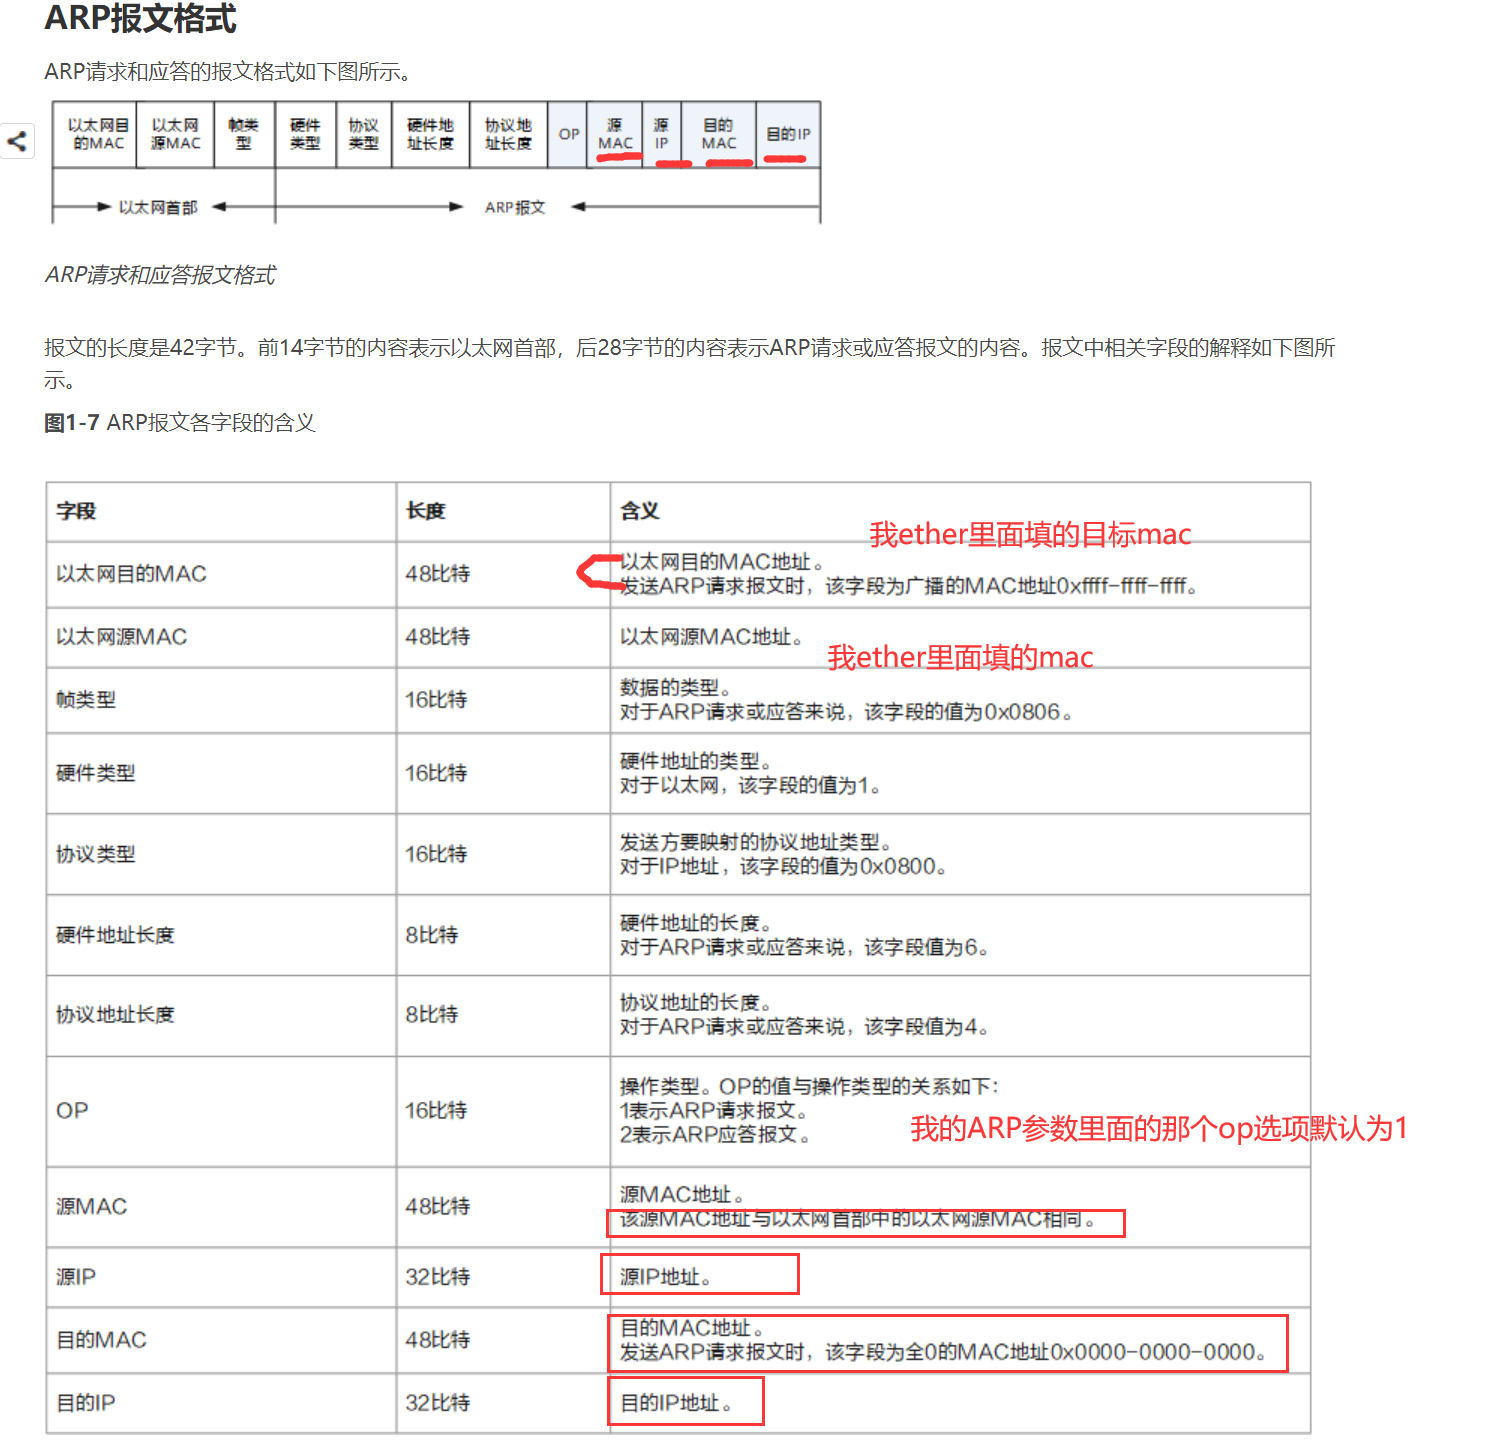 ARP报文格式
ARP请求和应答的报文格式如下图所示。
以太网目的MAC 以太网源MAC 帧类型 硬件类型 协议类型 硬件地址长度 协议地址长度 OP 源MAC 源IP 目的MAC 目的IP
以太网首部 ARP报文
ARP请求和应答报文格式
报文的长度是42字节。前14字节的内容表示以太网首部，后28字节的内容表示ARP请求或应答报文的内容。报文中相关字段的解释如下图所
示。
图1-7 ARP报文各字段的含义
字段 长度 含义
我ether里面填的目标mac
以太网目的MAC 48比特 以太网目的MAC地址。
发送ARP请求报文时，该字段为广播的MAC地址0xffff-ffff-ffff。
以太网源MAC 48比特 以太网源MAC地址。
我ether里面填的mac
帧类型 16比特 数据的类型。
对于ARP请求或应答来说，该字段的值为0x0806。
硬件类型 16比特 硬件地址的类型。
对于以太网，该字段的值为1。
协议类型 16比特 发送方要映射的协议地址类型。
对于IP地址，该字段的值为0x0800。
硬件地址长度 8比特 硬件地址的长度。
对于ARP请求或应答来说，该字段值为6。
协议地址长度 8比特 协议地址的长度。
对于ARP请求或应答来说，该字段值为4。
OP 16比特 操作类型。OP的值与操作类型的关系如下：
1表示ARP请求报文。
2表示ARP应答报文。
我的ARP参数里面的那个op选项默认为1
源MAC 48比特 源MAC地址。
该源MAC地址与以太网首部中的以太网源MAC相同。
源IP 32比特 源IP地址。
目的MAC 48比特 目的MAC地址。
发送ARP请求报文时，该字段为全0的MAC地址0x0000-0000-0000。
目的IP 32比特 目的IP地址。